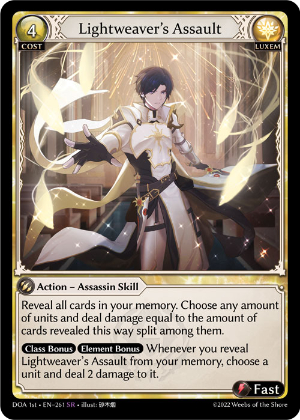 4
Lightweaver's Assault
COST
LUXEM
Action – Assassin Skill
Reveal all cards in your memory. Choose any amount
of units and deal damage equal to the amount of
cards revealed this way split among them.
Class Bonus Element Bonus Whenever you reveal
Lightweaver's Assault from your memory, choose a
unit and deal 2 damage to it.
Fast
DOA 1st • EN-261 SR • illust:
©2022 Weebs of the Shore